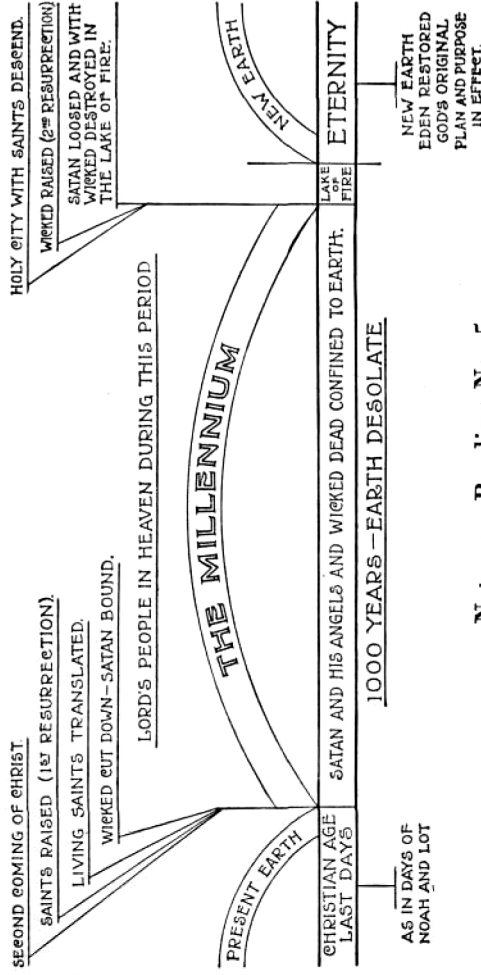 SECOND COMING OF CHRIST.
SAINTS RAISED (1ST RESURRECTION).
LIVING SAINTS TRANSLATED.
WICKED CUT DOWN–SATAN BOUND.
LORD'S PEOPLE IN HEAVEN DURING THIS PERIOD
HOLY CITY WITH SAINTS DESCEND.
WICKED RAISED (2ND RESURRECTION)
SATAN LOOSED AND WITH
WICKED DESTROYED IN
THE LAKE OF FIRE.
PRESENT EARTH
THE MILLENNIUM
NEW EARTH
CHRISTIAN AGE
LAST DAYS
SATAN AND HIS ANGELS AND WICKED DEAD CONFINED TO EARTH.
LAKE
OF
FIRE
ETERNITY
1000 YEARS–EARTH DESOLATE
AS IN DAYS OF
NOAH AND LOT
NEW EARTH
EDEN RESTORED
GOD'S ORIGINAL
PLAN AND PURPOSE
IN EFFECT.